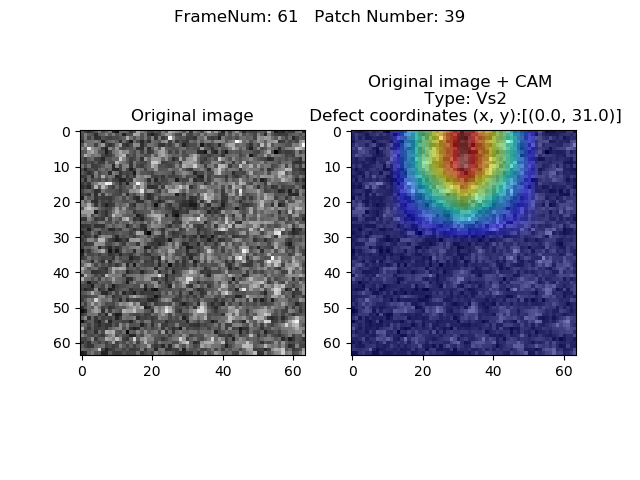 FrameNum: 61   Patch Number: 39
Original image
0
10
20
30
40
50
60
0 20 40 60
Original image + CAM
Type: Vs2
Defect coordinates (x, y):[(0.0, 31.0)]
0
10
20
30
40
50
60
0 20 40 60